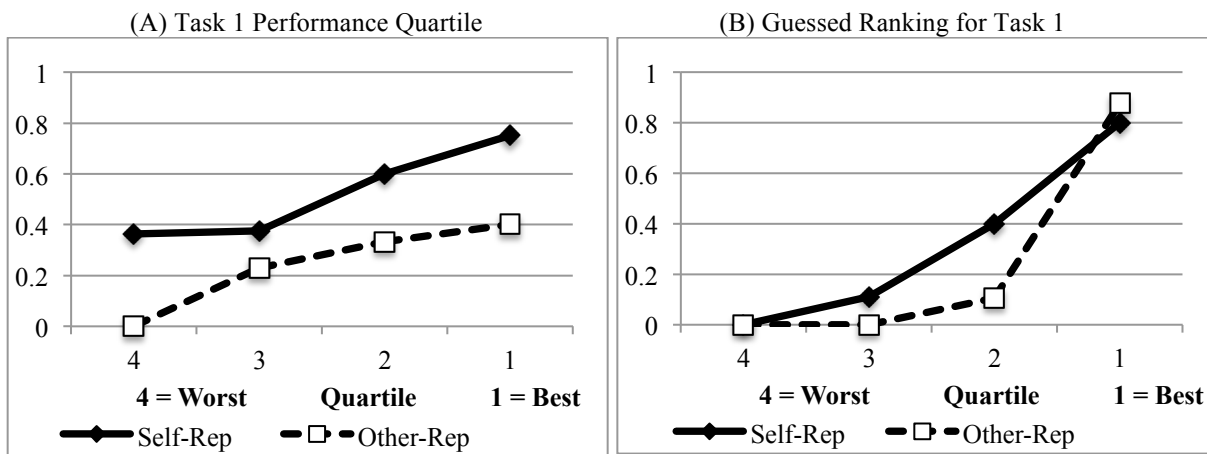 (A) Task 1 Performance Quartile
1
0.8
0.6
0.4
0.2
0
4 3 2 1
4 = Worst Quartile 1 = Best
Self-Rep Other-Rep
(B) Guessed Ranking for Task 1
1
0.8
0.6
0.4
0.2
0
4 3 2 1
4 = Worst Quartile 1 = Best
Self-Rep Other-Rep